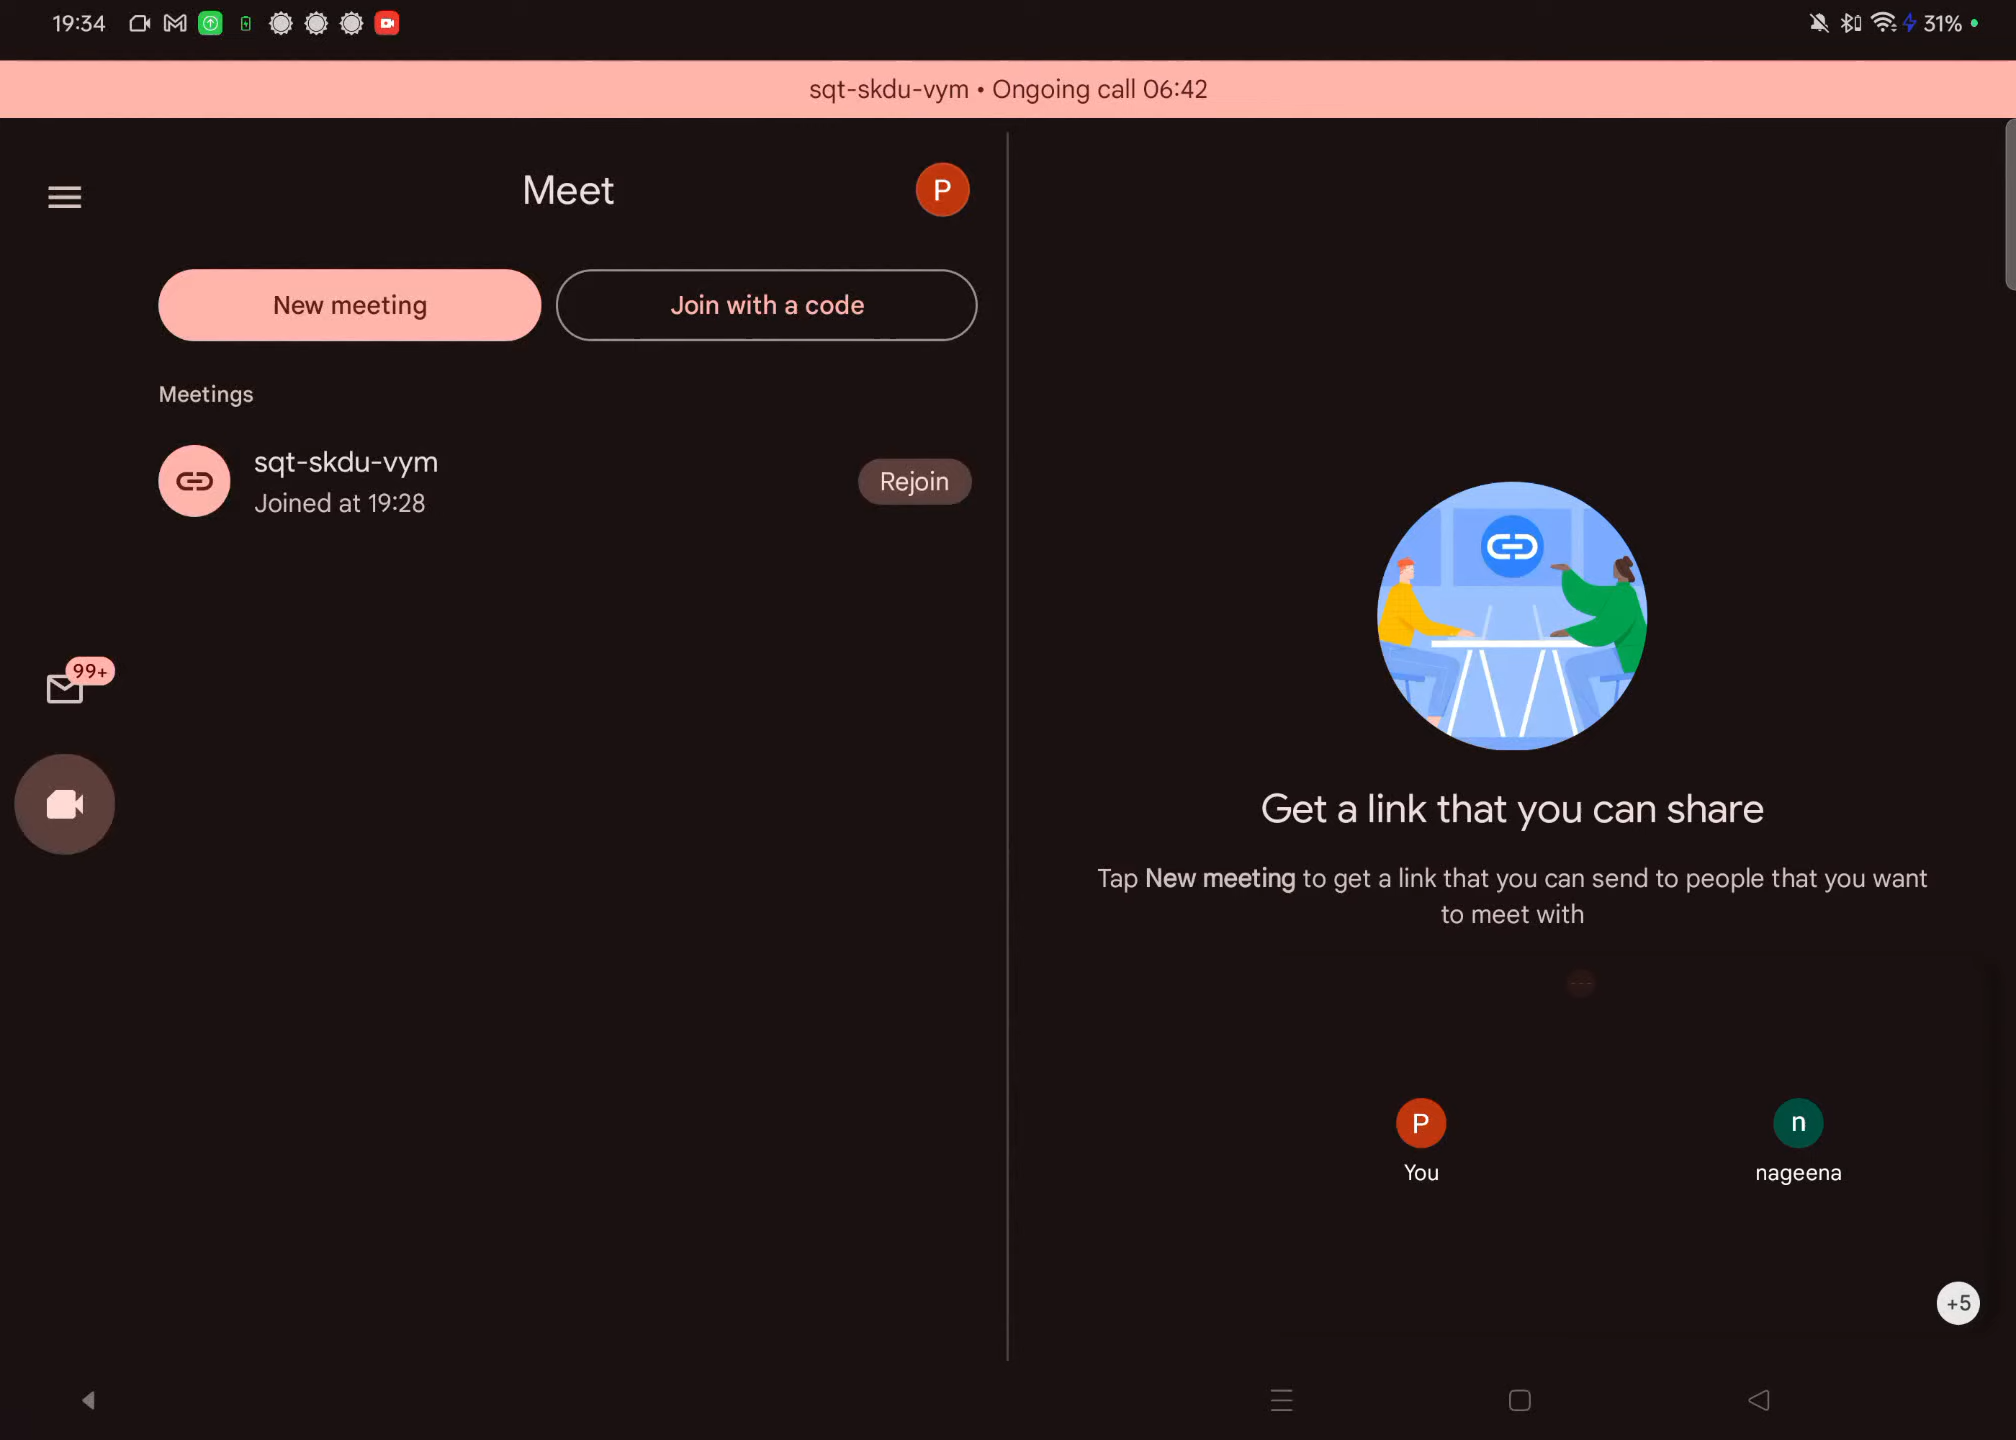 19:34
31%
sqt-skdu-vym • Ongoing call 06:42
Meet
P
New meeting
Join with a code
Meetings
sqt-skdu-vym
Joined at 19:28
Rejoin
99+
Get a link that you can share
Tap New meeting to get a link that you can send to people that you want
to meet with
P
You
n
nageena
+5